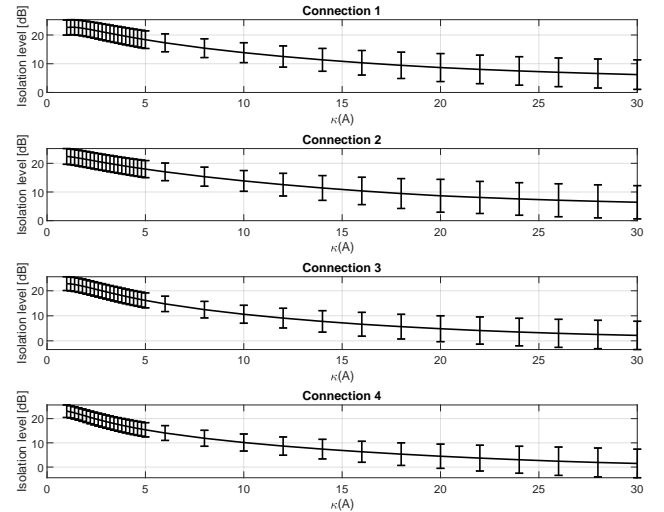 Connection 1
Isolation level [dB]
20
10
0
0 5 10 15 20 25 30
κ(A)
Connection 2
Isolation level [dB]
20
10
0
0 5 10 15 20 25 30
κ(A)
Connection 3
Isolation level [dB]
20
10
0
0 5 10 15 20 25 30
κ(A)
Connection 4
Isolation level [dB]
20
10
0
0 5 10 15 20 25 30
κ(A)